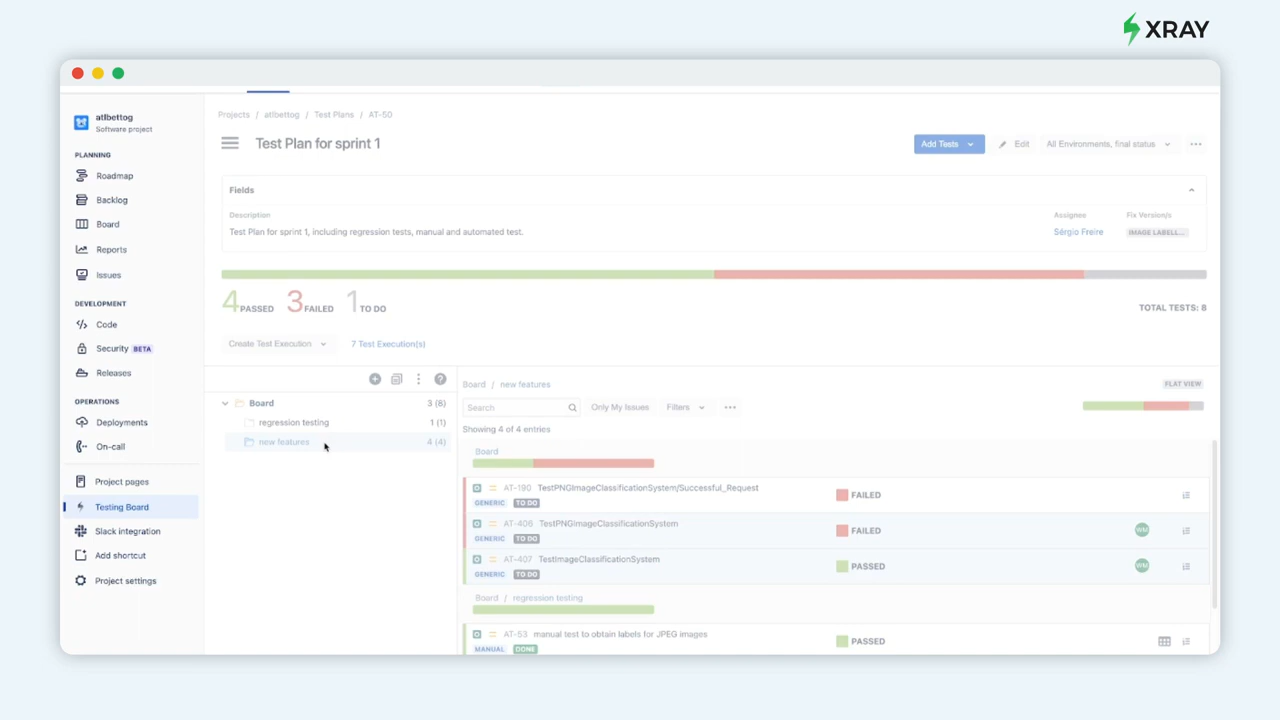 XRAY
atlbettog
Software project
PLANNING
Roadmap
Backlog
Board
Reports
Issues
DEVELOPMENT
Code
Security BETA
Releases
OPERATIONS
Deployments
On-call
Project pages
Testing Board
Slack integration
Add shortcut
Project settings
Projects / atlbettog / Test Plans / AT-50
Test Plan for sprint 1
Add Tests
Edit
All Environments, final status
Fields
Description
Assignee
Fix Version/s
Test Plan for sprint 1, including regression tests, manual and automated test.
Sérgio Freire
IMAGE LABELL...
4 PASSED 3 FAILED 1 TO DO
TOTAL TESTS: 8
Create Test Execution
7 Test Execution(s)
Board 3 (8)
regression testing 1 (1)
new features 4 (4)
Board / new features
FLAT VIEW
Search
Only My Issues
Filters
Showing 4 of 4 entries
Board
AT-190 TestPNGImageClassificationSystem/Successful_Request
FAILED
GENERIC TO DO
AT-406 TestPNGImageClassificationSystem
FAILED
WM
GENERIC TO DO
AT-407 TestImageClassificationSystem
PASSED
WM
GENERIC TO DO
Board / regression testing
AT-53 manual test to obtain labels for JPEG images
PASSED
MANUAL DONE